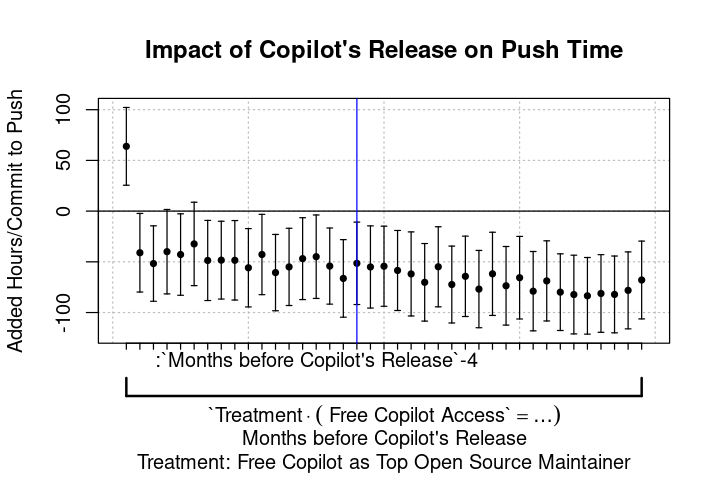 Impact of Copilot's Release on Push Time
Added Hours/Commit to Push
100
50
0
-100
:`Months before Copilot's Release`-4
`Treatment · ( Free Copilot Access` = …)
Months before Copilot's Release
Treatment: Free Copilot as Top Open Source Maintainer